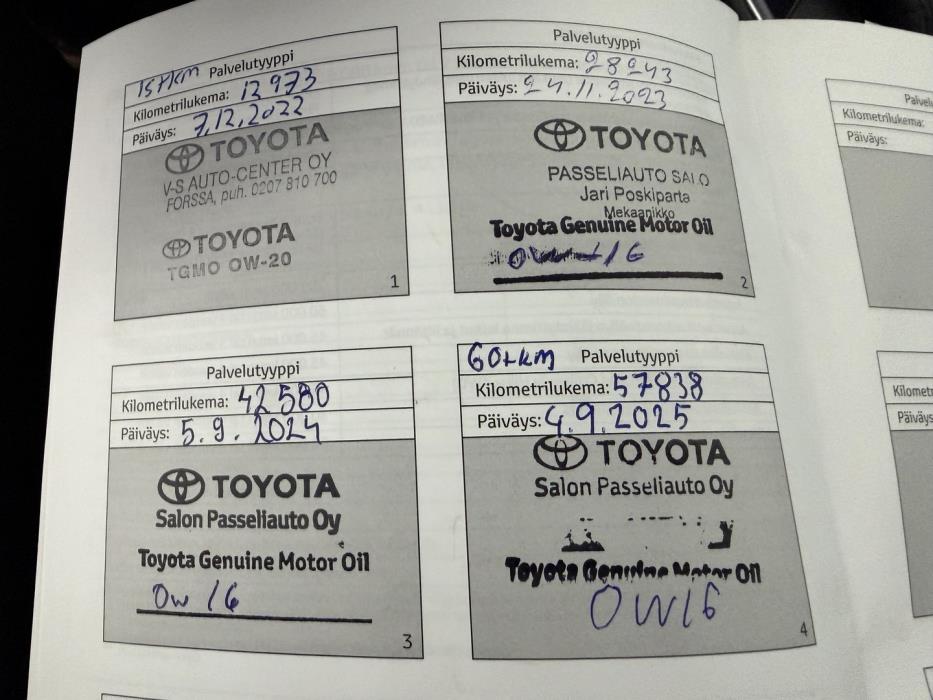 15tkm Palvelutyyppi
Kilometrilukema: 12973
Päiväys: 7,12,2022
TOYOTA
V-S AUTO-CENTER OY
FORSSA, puh. 0207 810 700
TOYOTA
TGMO OW-20
1
Palvelutyyppi
Kilometrilukema: 28243
Päiväys: 24.11.2023
TOYOTA
PASSELIAUTO SALO
Jari Poskiparta
Mekaanikko
Toyota Genuine Motor Oil
0W-16
2
Palvelutyyppi
Kilometrilukema: 42580
Päiväys: 5.9.2024
TOYOTA
Salon Passeliauto Oy
Toyota Genuine Motor Oil
0w 16
3
60tkm Palvelutyyppi
Kilometrilukema: 57838
Päiväys: 4.9.2025
TOYOTA
Salon Passeliauto Oy
Toyota Genuine Motor Oil
0W16
4
Palvelu
Kilometrilukema:
Päiväys:
Kilomet
Päiväys